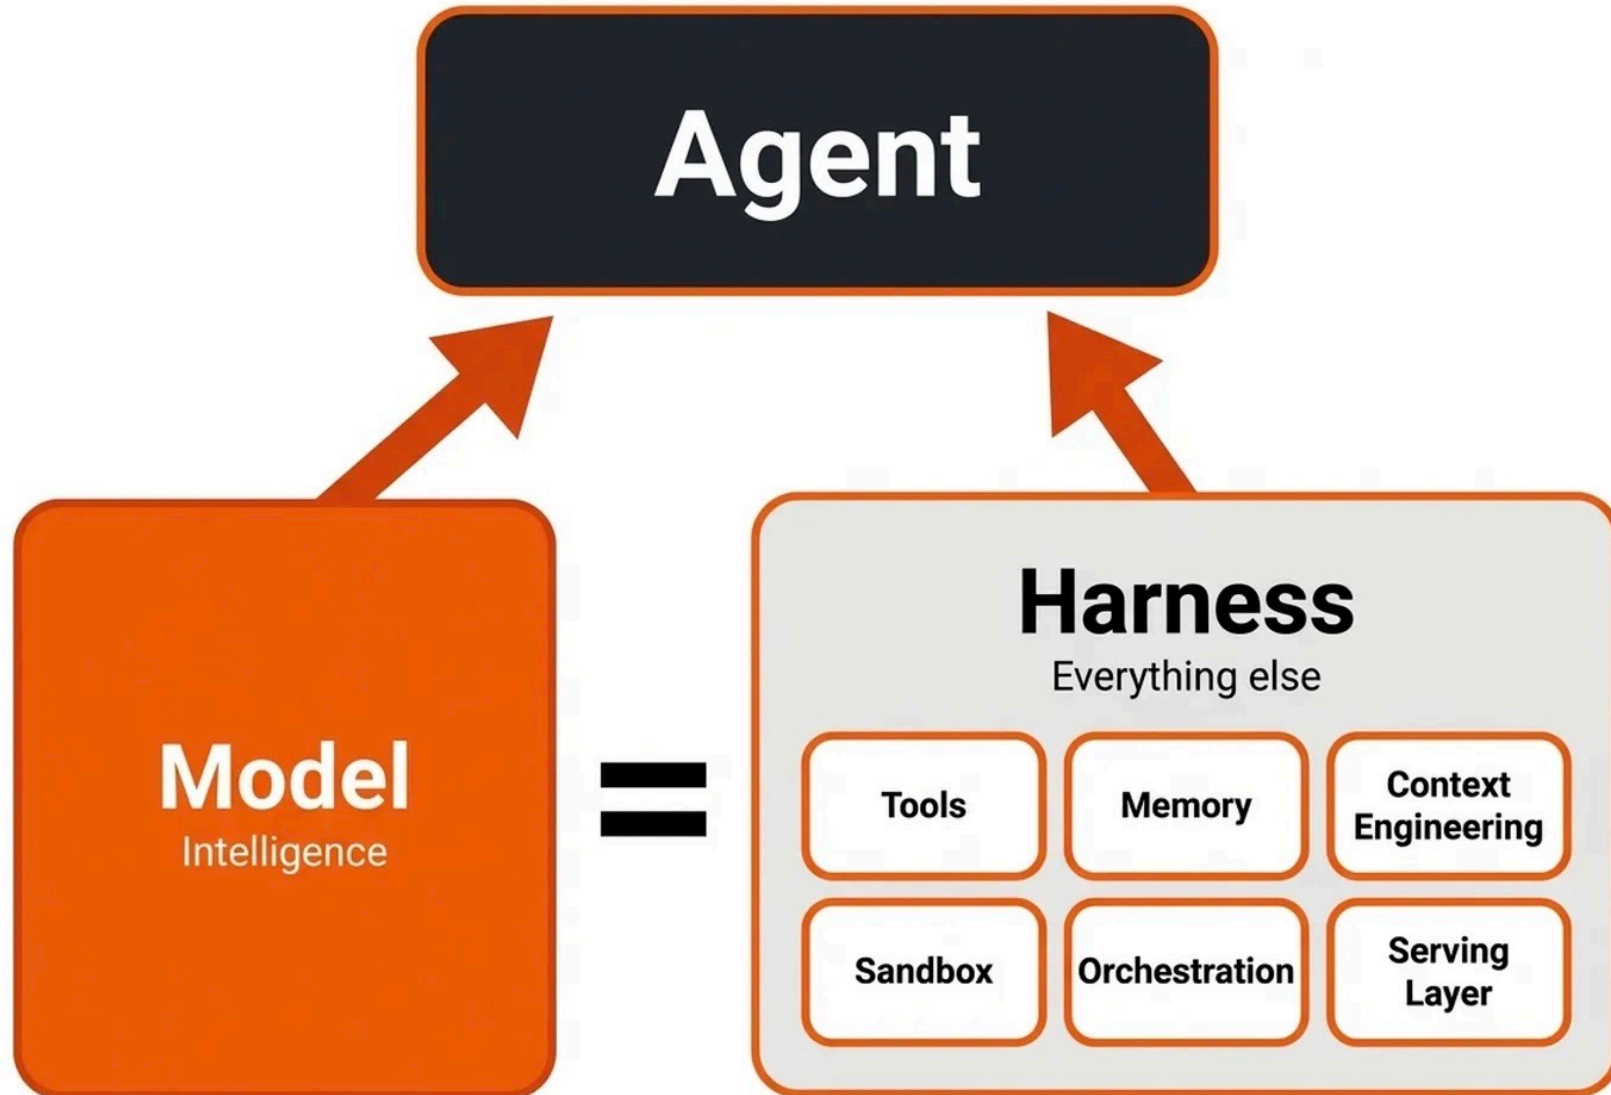 Agent
Model
Intelligence
=
Harness
Everything else
Tools
Memory
Context
Engineering
Sandbox
Orchestration
Serving
Layer